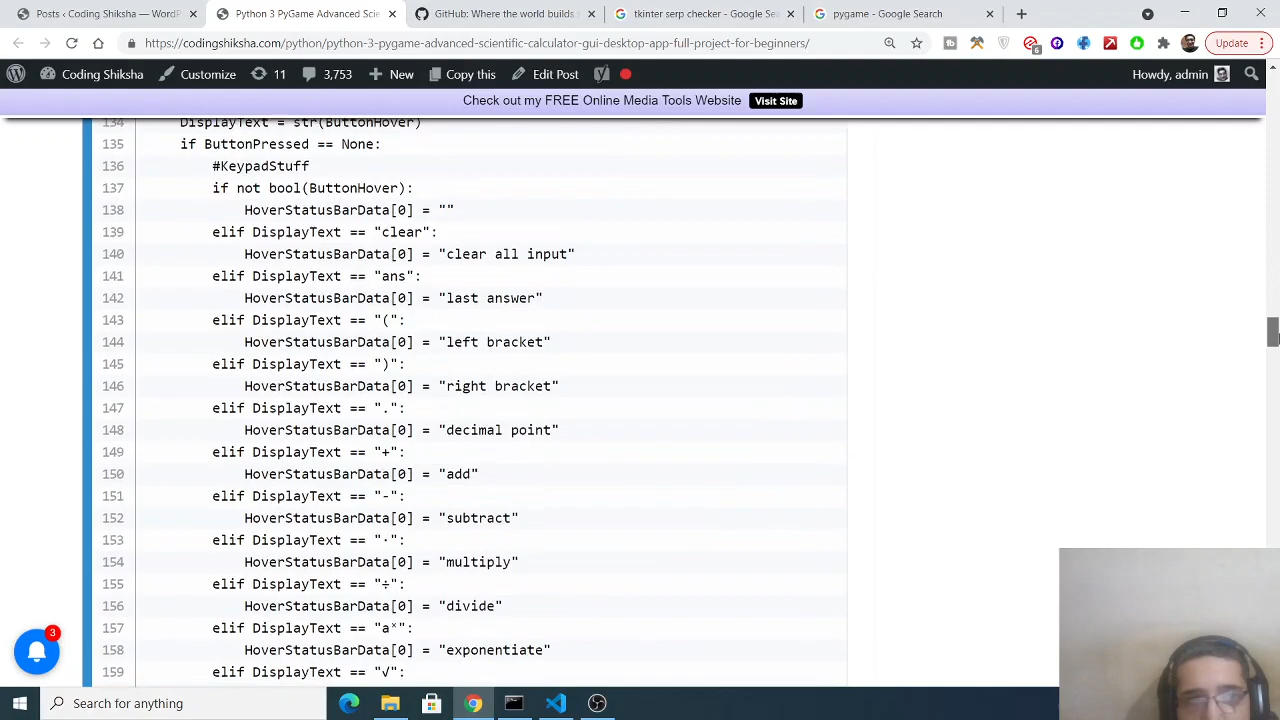 Posts ‹ Coding Shiksha — WordP
Python 3 PyGame Advanced Scie
GitHub: Where the world builds s
tkinter serp checker - Google Sea
pygame - Google Search
https://codingshiksha.com/python/python-3-pygame-advanced-scientific-calculator-gui-desktop-app-full-project-for-beginners/
6
Update
Coding Shiksha
Customize
11
3,753
New
Copy this
Edit Post
Howdy, admin
Check out my FREE Online Media Tools Website
Visit Site
134 DisplayText = str(ButtonHover)
135 if ButtonPressed == None:
136 #KeypadStuff
137 if not bool(ButtonHover):
138 HoverStatusBarData[0] = ""
139 elif DisplayText == "clear":
140 HoverStatusBarData[0] = "clear all input"
141 elif DisplayText == "ans":
142 HoverStatusBarData[0] = "last answer"
143 elif DisplayText == "(":
144 HoverStatusBarData[0] = "left bracket"
145 elif DisplayText == ")":
146 HoverStatusBarData[0] = "right bracket"
147 elif DisplayText == ".":
148 HoverStatusBarData[0] = "decimal point"
149 elif DisplayText == "+":
150 HoverStatusBarData[0] = "add"
151 elif DisplayText == "-":
152 HoverStatusBarData[0] = "subtract"
153 elif DisplayText == "·":
154 HoverStatusBarData[0] = "multiply"
155 elif DisplayText == "÷":
156 HoverStatusBarData[0] = "divide"
157 elif DisplayText == "aˣ":
158 HoverStatusBarData[0] = "exponentiate"
159 elif DisplayText == "√":
3
Search for anything